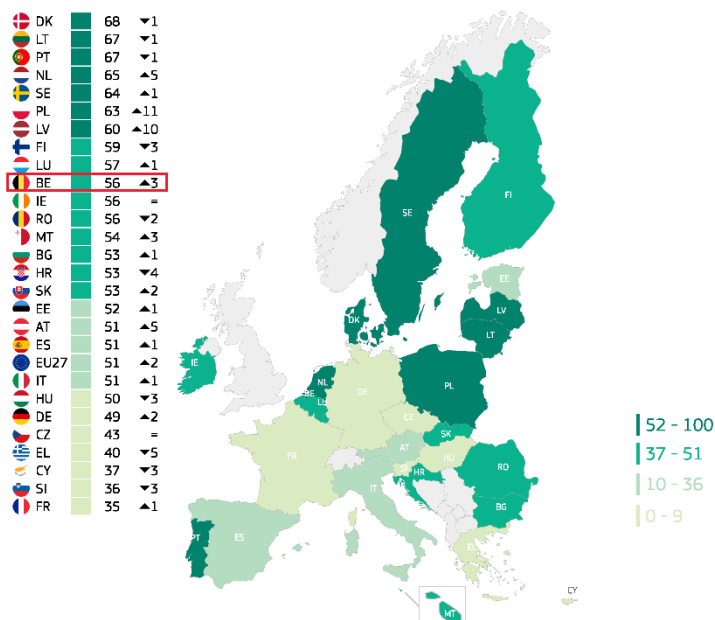 DK 68 ▼1
LT 67 ▼1
PT 67 ▼1
NL 65 ▲5
SE 64 ▲1
PL 63 ▲11
LV 60 ▲10
FI 59 ▼3
LU 57 ▲1
BE 56 ▲3
IE 56 =
RO 56 ▼2
MT 54 ▲3
BG 53 ▲1
HR 53 ▼4
SK 53 ▲2
EE 52 ▲1
AT 51 ▲5
ES 51 ▲1
EU27 51 ▲2
IT 51 ▲1
HU 50 ▼3
DE 49 ▲2
CZ 43 =
EL 40 ▼5
CY 37 ▼3
SI 36 ▼3
FR 35 ▲1
SE
FI
EE
LV
LT
DK
IE
NL
BE
DE
PL
LU
CZ
SK
FR
AT
HU
SI
HR
RO
IT
BG
PT
ES
EL
CY
MT
52 - 100
37 - 51
10 - 36
0 - 9